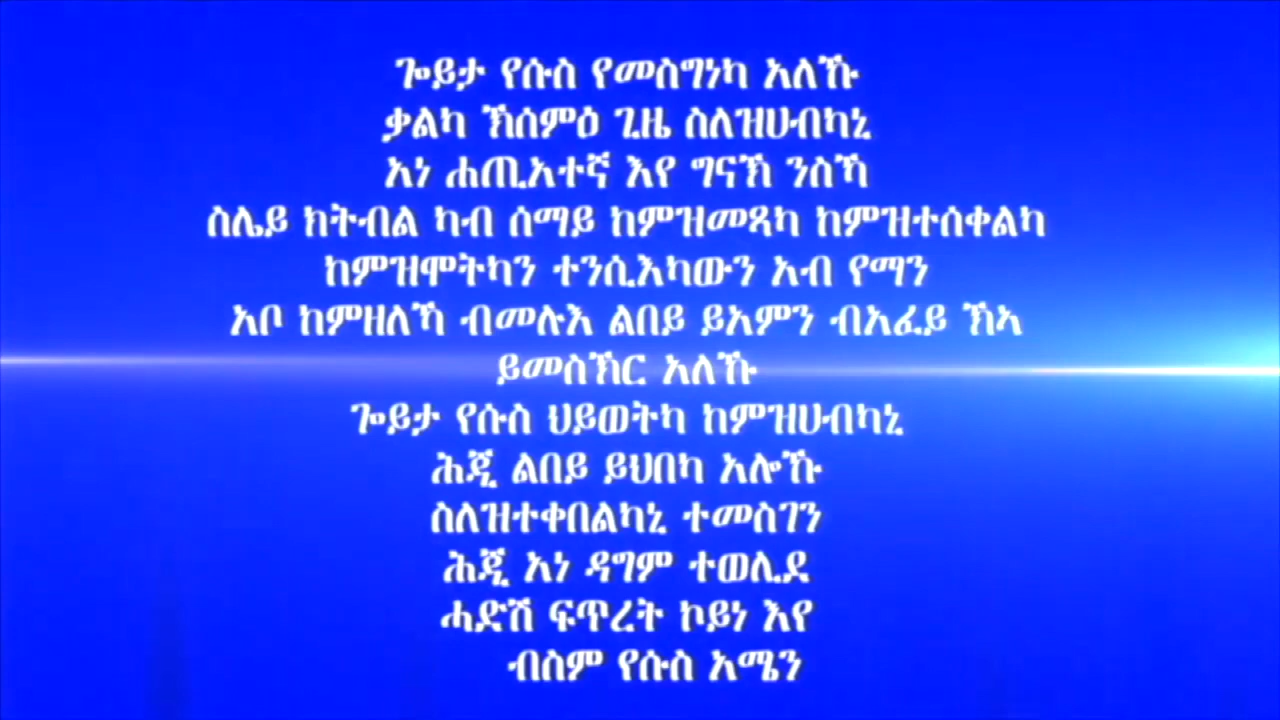 ጐይታ የሱስ የመስግነካ አለኹ
ቃልካ ኽሰምዕ ጊዜ ስለዝሀብካኒ
አነ ሐጢአተኛ እየ ግናኽ ንስኻ
ስሌይ ክትብል ካብ ሰማይ ከምዝመጻካ ከምዝተሰቀልካ
ከምዝሞትካን ተንሲእካውን አብ የማን
አቦ ከምዘለኻ ብመሉእ ልበይ ይአምን ብአፈይ ኽኣ
ይመስኽር አለኹ
ጐይታ የሱስ ህይወትካ ከምዝሀብካኒ
ሕጂ ልበይ ይህበካ አሎኹ
ስለዝተቀበልካኒ ተመስገን
ሕጂ አነ ዳግም ተወሊደ
ሓድሽ ፍጥረት ኮይነ እየ
ብስም የሱስ አሜን